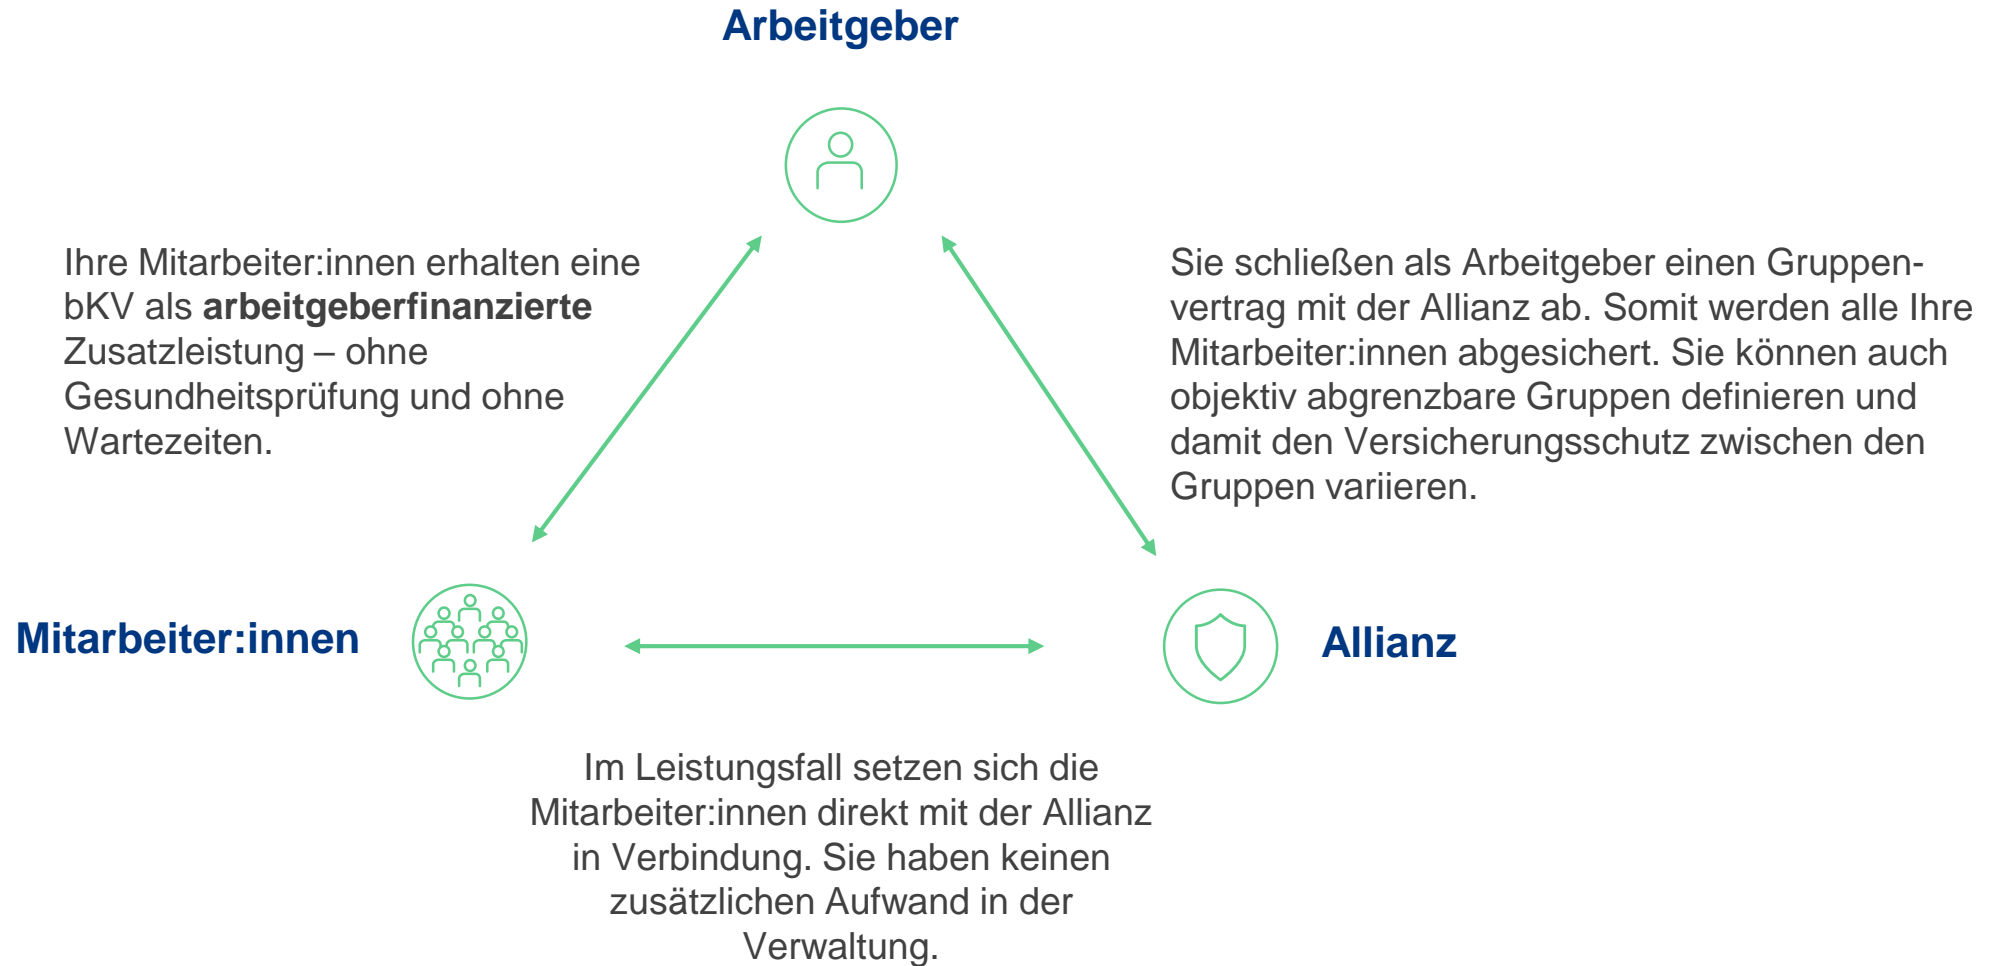 Arbeitgeber
Ihre Mitarbeiter:innen erhalten eine
bKV als arbeitgeberfinanzierte
Zusatzleistung – ohne
Gesundheitsprüfung und ohne
Wartezeiten.
Sie schließen als Arbeitgeber einen Gruppen-
vertrag mit der Allianz ab. Somit werden alle Ihre
Mitarbeiter:innen abgesichert. Sie können auch
objektiv abgrenzbare Gruppen definieren und
damit den Versicherungsschutz zwischen den
Gruppen variieren.
Mitarbeiter:innen
Allianz
Im Leistungsfall setzen sich die
Mitarbeiter:innen direkt mit der Allianz
in Verbindung. Sie haben keinen
zusätzlichen Aufwand in der
Verwaltung.